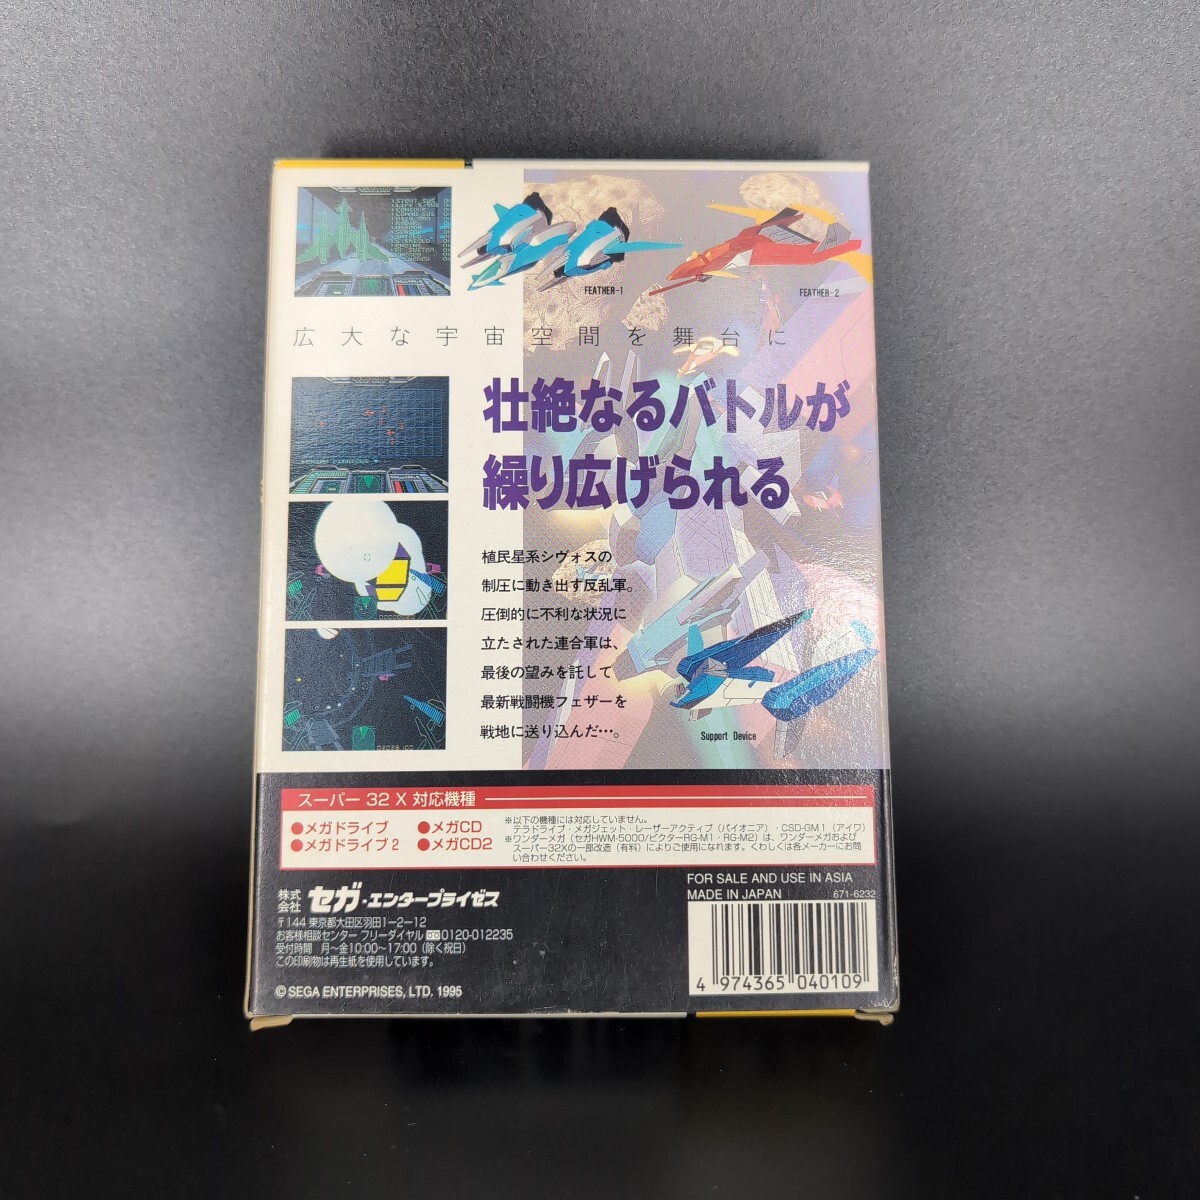 FEATHER-1
FEATHER-2
広大な宇宙空間を舞台に
壮絶なるバトルが
繰り広げられる
植民星系シヴォスの
制圧に動き出す反乱軍。
圧倒的に不利な状況に
立たされた連合軍は、
最後の望みを託して
最新戦闘機フェザーを
戦地に送り込んだ…。
Support Device
スーパー 32 X 対応機種
●メガドライブ ●メガCD
●メガドライブ2 ●メガCD2
※以下の機種には対応していません。
テラドライブ・メガジェット・レーザーアクティブ（パイオニア）・CSD-GM1（アイワ）
※ワンダーメガ（セガHWM-5000/ビクターRG-M1・RG-M2）は、ワンダーメガおよび
スーパー32Xの一部改造（有料）によりご使用になれます。くわしくは各メーカーにお問
い合わせください。
株式会社 セガ・エンタープライゼス
〒144 東京都大田区羽田1-2-12
お客様相談センター フリーダイヤル 0120-012235
受付時間 月～金10:00～17:00（除く祝日）
この印刷物は再生紙を使用しています。
© SEGA ENTERPRISES, LTD. 1995
FOR SALE AND USE IN ASIA
MADE IN JAPAN 671-6232
4 974365 040109